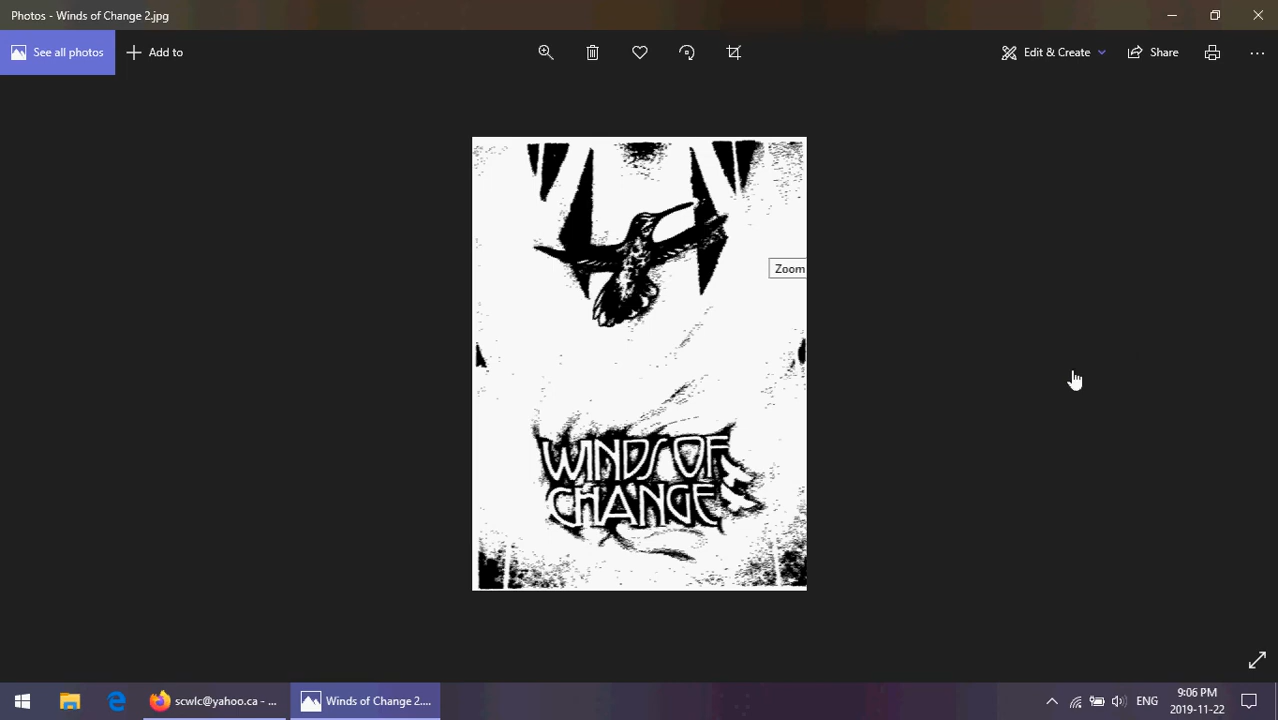 Photos - Winds of Change 2.jpg
See all photos
Add to
Edit & Create
Share
Zoom
WINDS OF
CHANGE
scwlc@yahoo.ca - ...
Winds of Change 2....
ENG
9:06 PM
2019-11-22